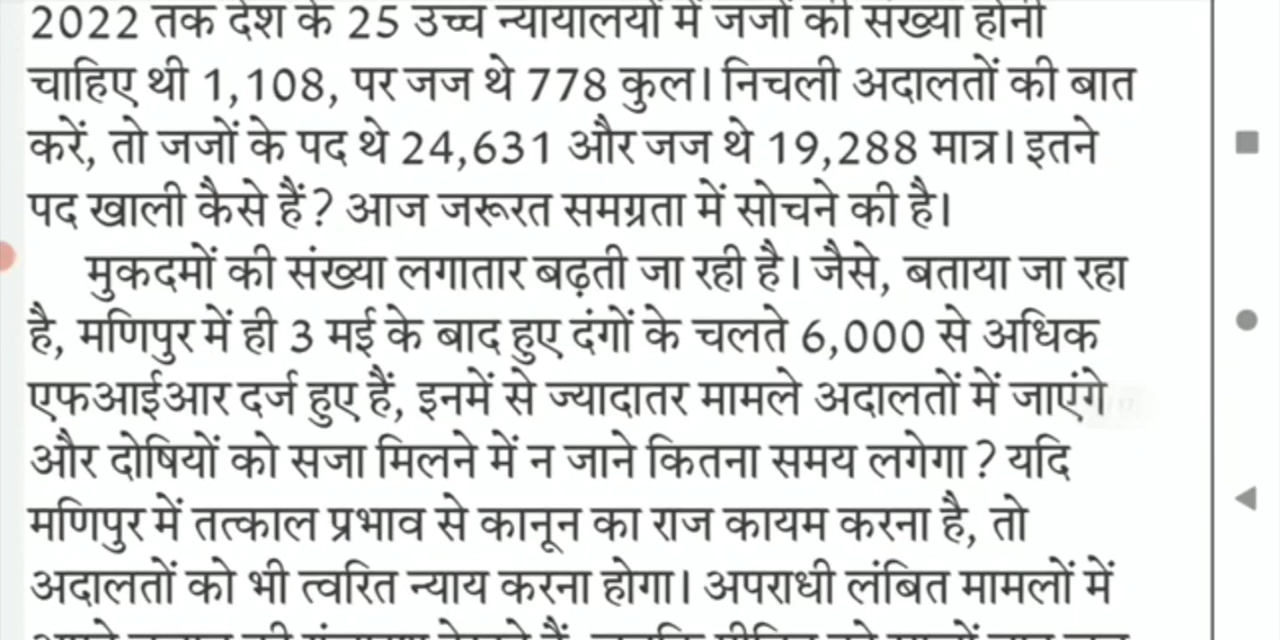 2022 तक देश के 25 उच्च न्यायालयों में जजों की संख्या होनी
चाहिए थी 1,108, पर जज थे 778 कुल। निचली अदालतों की बात
करें, तो जजों के पद थे 24,631 और जज थे 19,288 मात्र। इतने
पद खाली कैसे हैं? आज जरूरत समग्रता में सोचने की है।
मुकदमों की संख्या लगातार बढ़ती जा रही है। जैसे, बताया जा रहा
है, मणिपुर में ही 3 मई के बाद हुए दंगों के चलते 6,000 से अधिक
एफआईआर दर्ज हुए हैं, इनमें से ज्यादातर मामले अदालतों में जाएंगे
और दोषियों को सजा मिलने में न जाने कितना समय लगेगा? यदि
मणिपुर में तत्काल प्रभाव से कानून का राज कायम करना है, तो
अदालतों को भी त्वरित न्याय करना होगा। अपराधी लंबित मामलों में